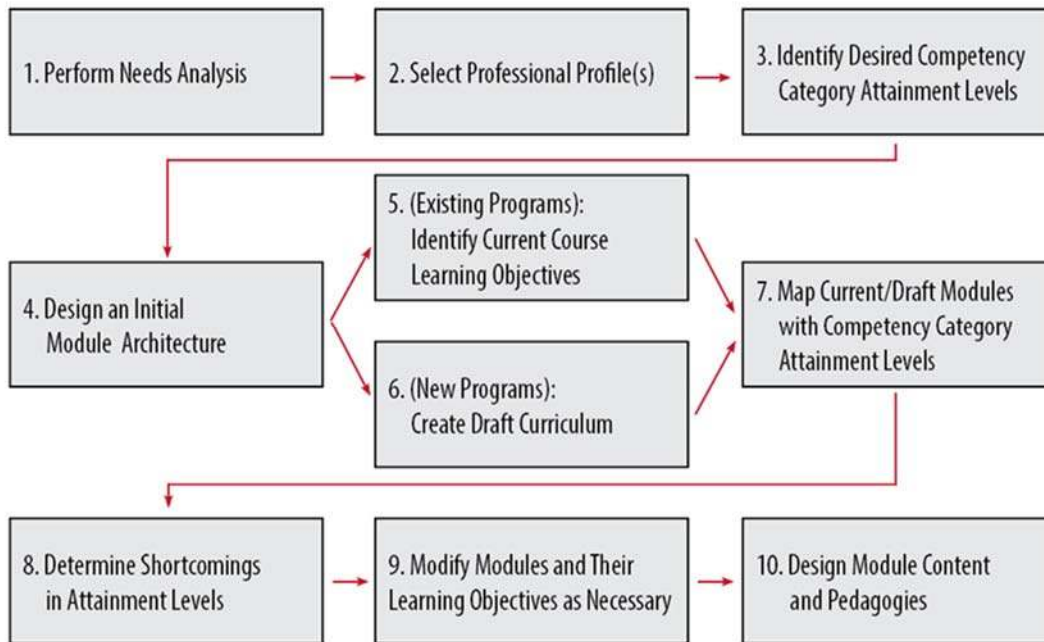 1. Perform Needs Analysis
2. Select Professional Profile(s)
3. Identify Desired Competency
Category Attainment Levels
4. Design an Initial
Module Architecture
5. (Existing Programs):
Identify Current Course
Learning Objectives
6. (New Programs):
Create Draft Curriculum
7. Map Current/Draft Modules
with Competency Category
Attainment Levels
8. Determine Shortcomings
in Attainment Levels
9. Modify Modules and Their
Learning Objectives as Necessary
10. Design Module Content
and Pedagogies